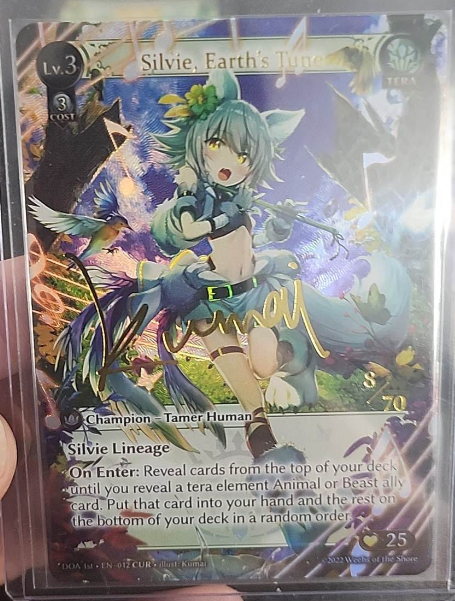 Lv.3
Silvie, Earth's Tune
TERA
3
COST
Kumai
8/70
Champion – Tamer Human
Silvie Lineage
On Enter: Reveal cards from the top of your deck
until you reveal a tera element Animal or Beast ally
card. Put that card into your hand and the rest on
the bottom of your deck in a random order.
25
DOA 1st • EN-012 CUR • illust. Kumai
©2022 Weebs of the Shore